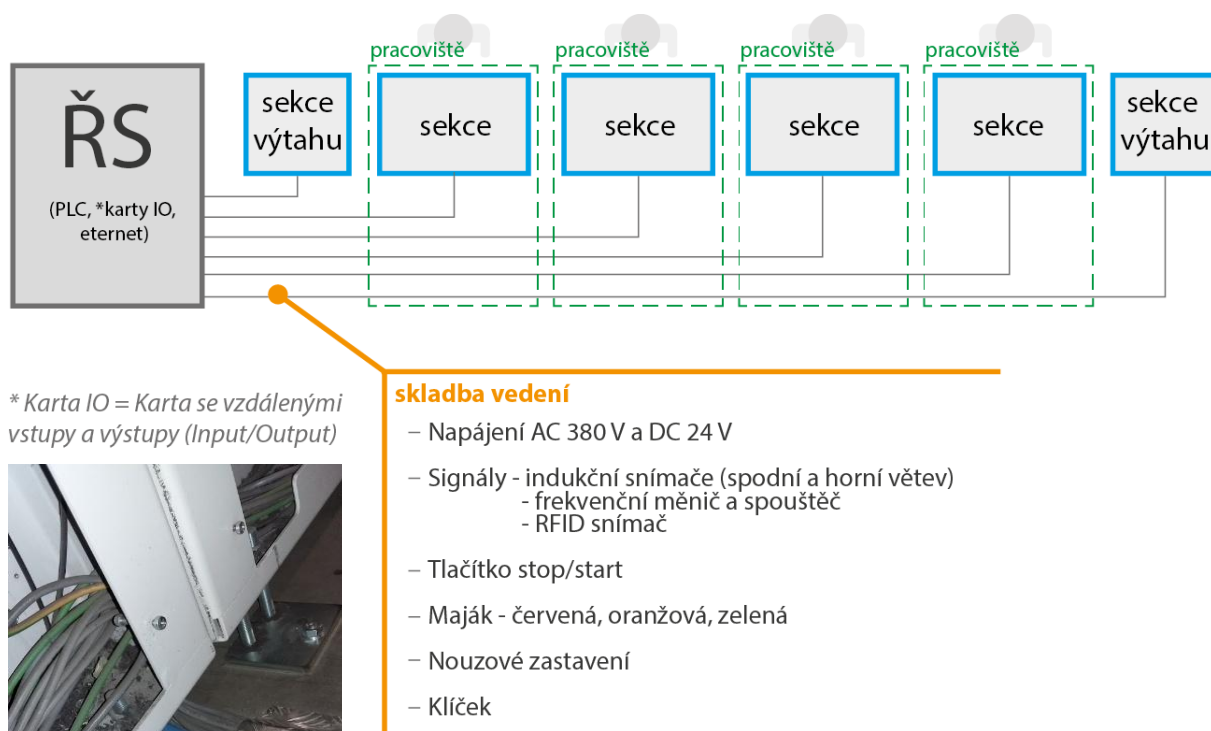 pracoviště
pracoviště
pracoviště
pracoviště
ŘS
(PLC, *karty IO,
eternet)
sekce
výtahu
sekce
sekce
sekce
sekce
sekce
výtahu
* Karta IO = Karta se vzdálenými
vstupy a výstupy (Input/Output)
skladba vedení
– Napájení AC 380 V a DC 24 V
– Signály - indukční snímače (spodní a horní větev)
- frekvenční měnič a spouštěč
- RFID snímač
– Tlačítko stop/start
– Maják - červená, oranžová, zelená
– Nouzové zastavení
– Klíček